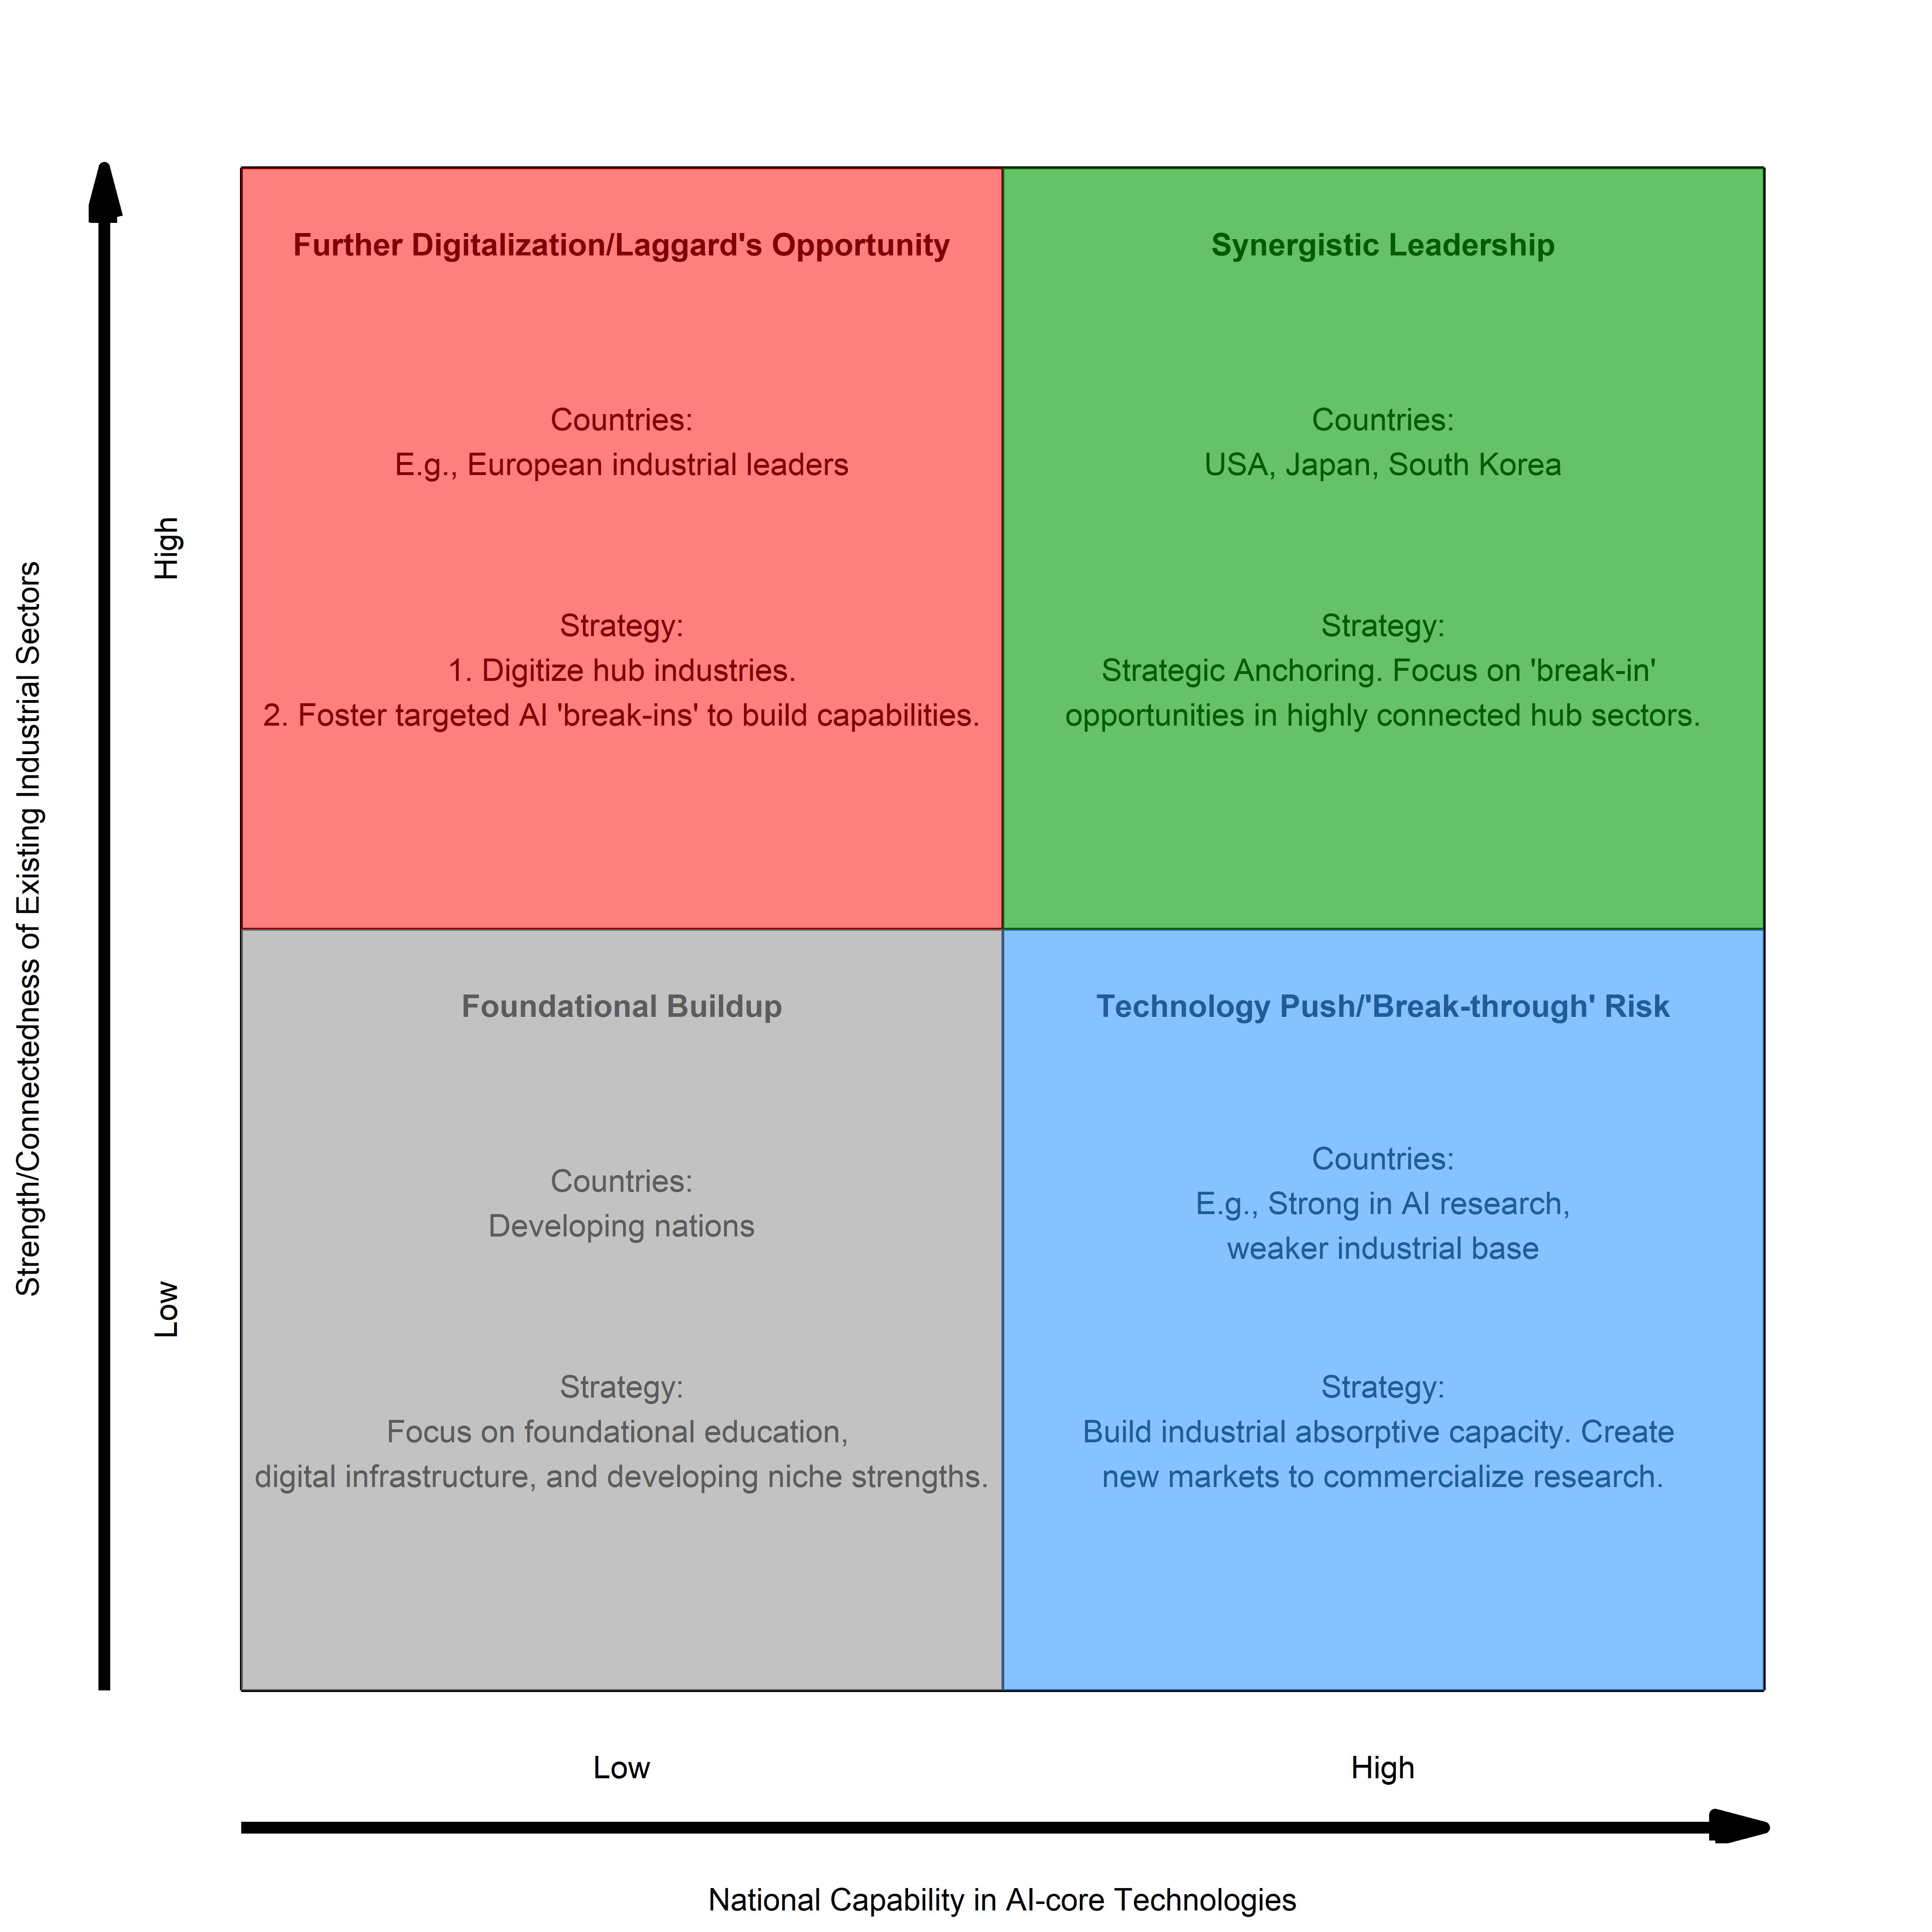 Further Digitalization/Laggard's Opportunity
Countries:
E.g., European industrial leaders
Strategy:
1. Digitize hub industries.
2. Foster targeted AI 'break-ins' to build capabilities.
Synergistic Leadership
Countries:
USA, Japan, South Korea
Strategy:
Strategic Anchoring. Focus on 'break-in'
opportunities in highly connected hub sectors.
Foundational Buildup
Countries:
Developing nations
Strategy:
Focus on foundational education,
digital infrastructure, and developing niche strengths.
Technology Push/'Break-through' Risk
Countries:
E.g., Strong in AI research,
weaker industrial base
Strategy:
Build industrial absorptive capacity. Create
new markets to commercialize research.
Strength/Connectedness of Existing Industrial Sectors
High
Low
Low
High
National Capability in AI-core Technologies